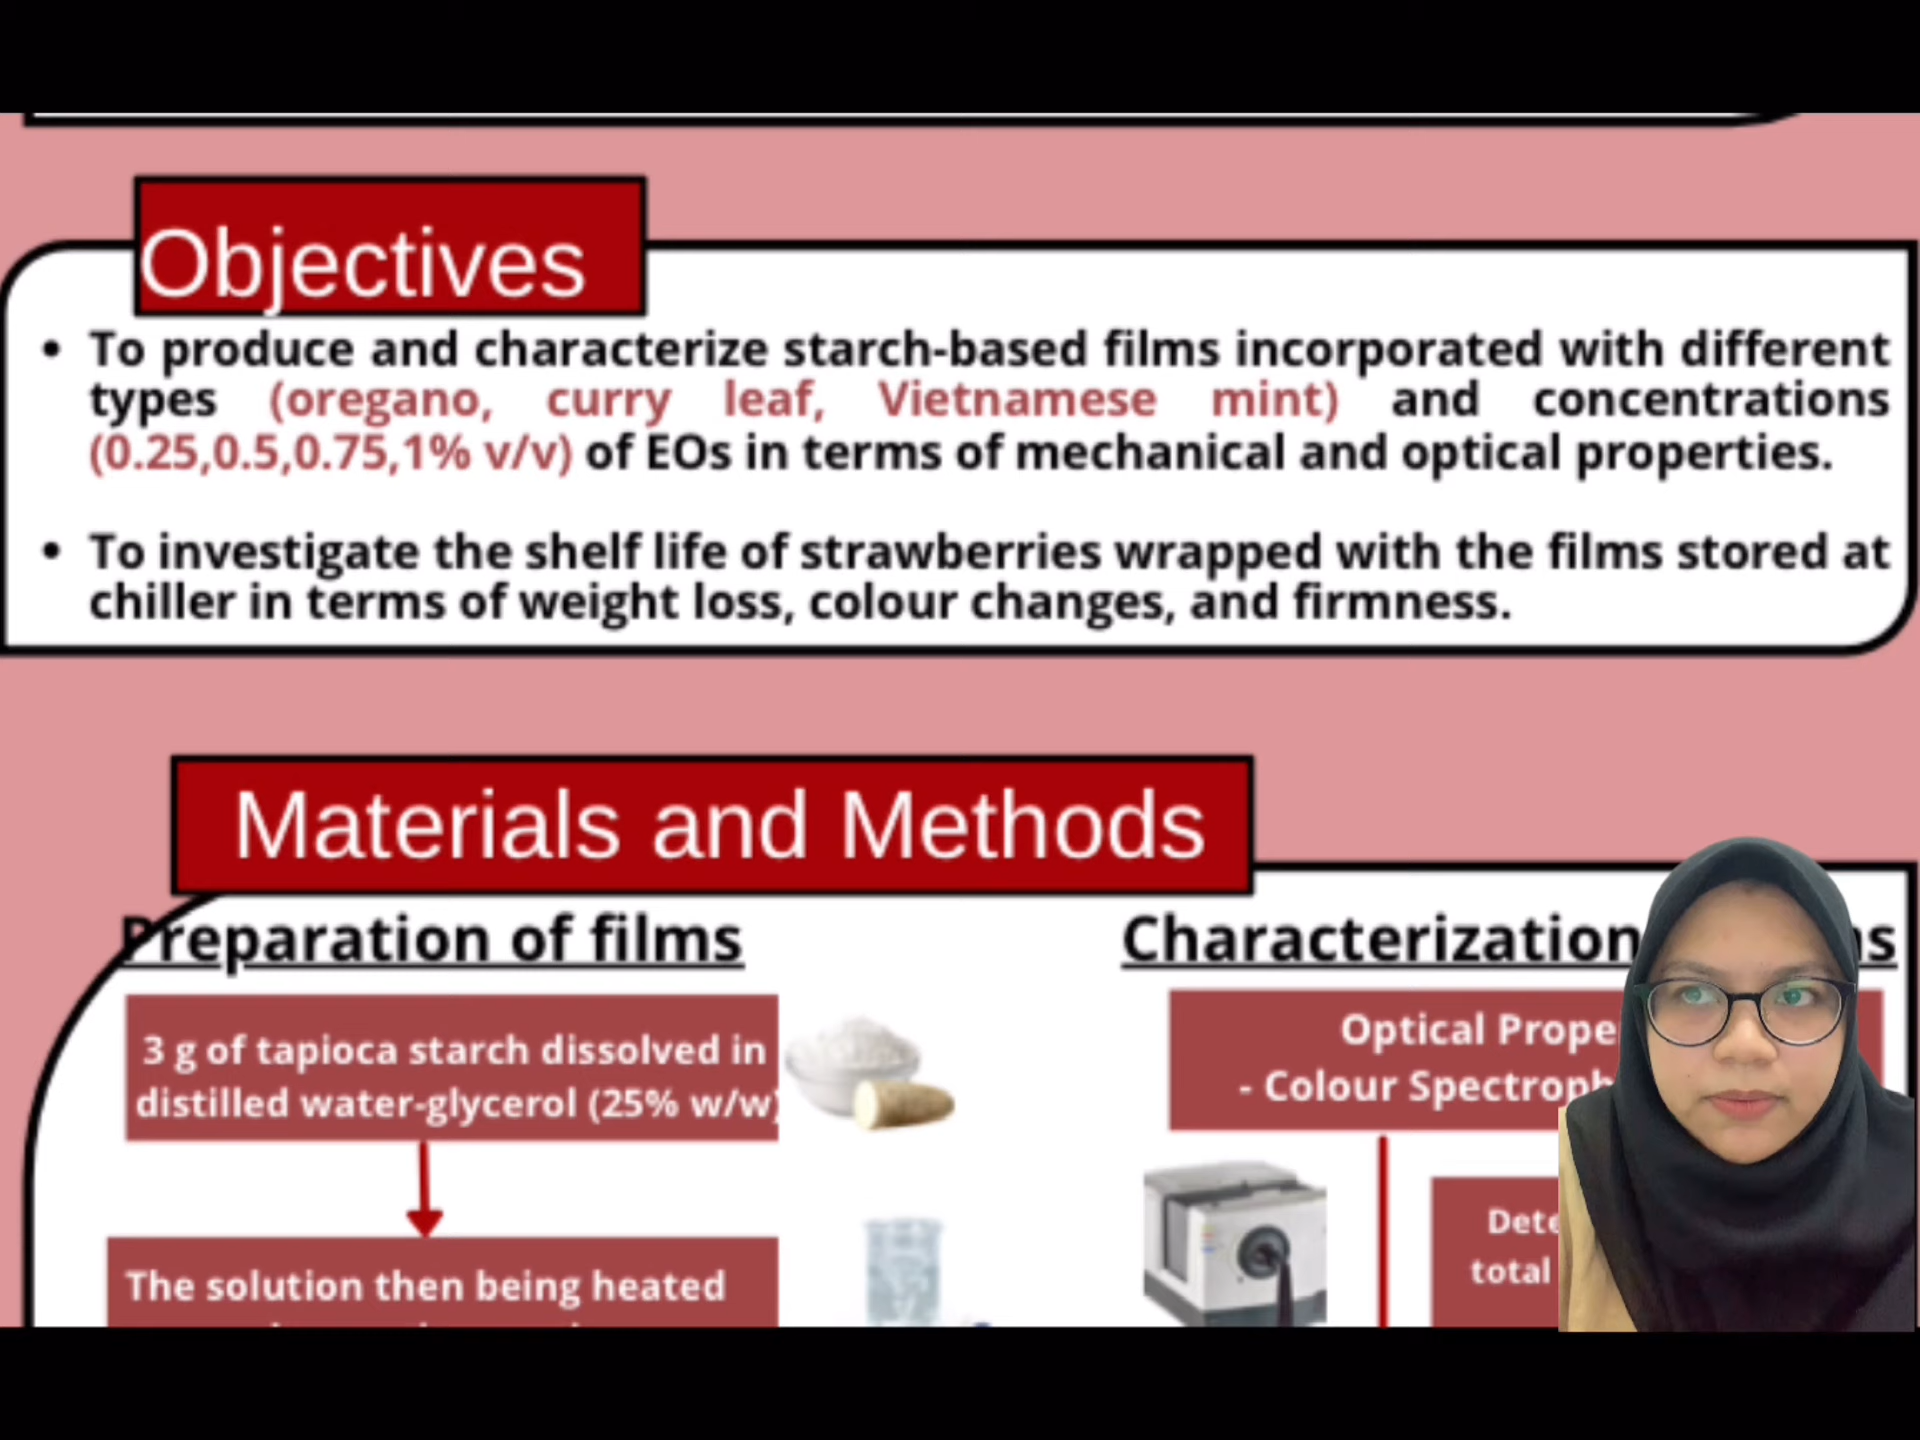 Objectives
• To produce and characterize starch-based films incorporated with different
types (oregano, curry leaf, Vietnamese mint) and concentrations
(0.25,0.5,0.75,1% v/v) of EOs in terms of mechanical and optical properties.
• To investigate the shelf life of strawberries wrapped with the films stored at
chiller in terms of weight loss, colour changes, and firmness.
Materials and Methods
Preparation of films
3 g of tapioca starch dissolved in
distilled water-glycerol (25% w/w)
The solution then being heated
Characterization
Optical
- Colour
total